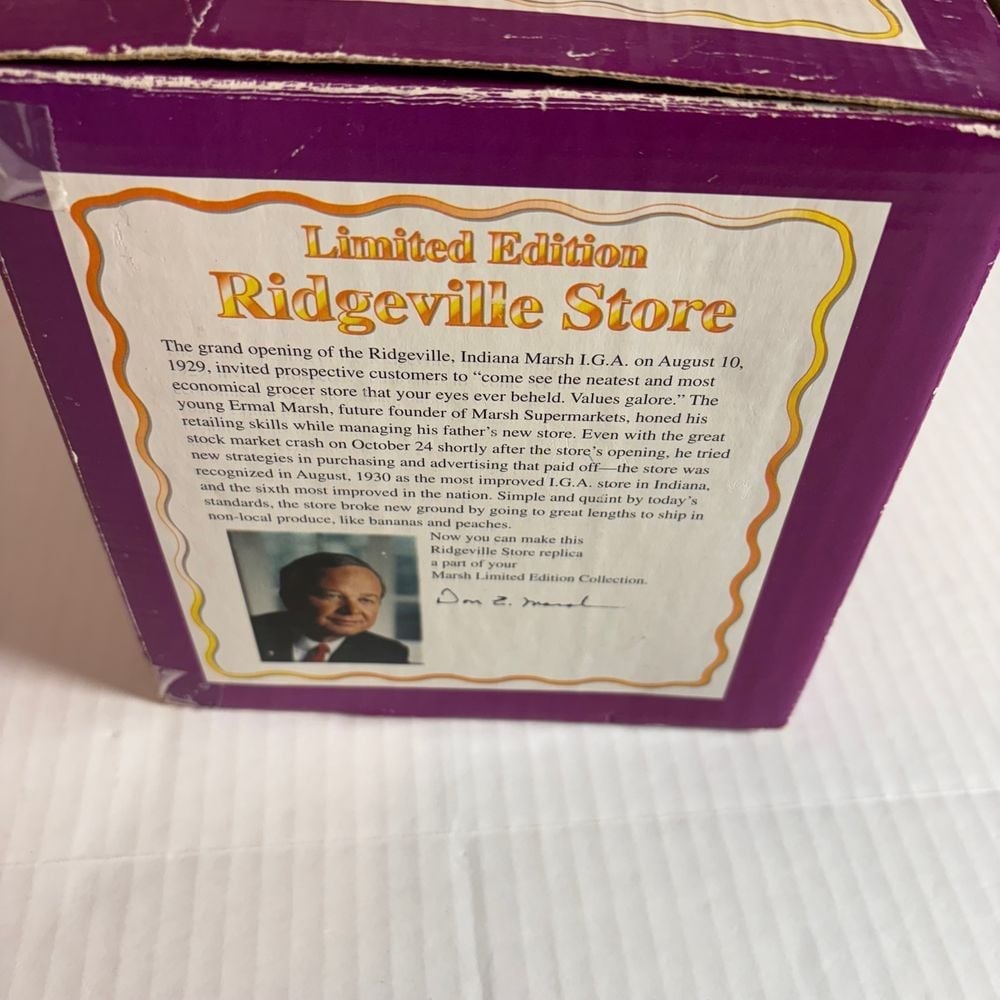 Limited Edition
Ridgeville Store
The grand opening of the Ridgeville, Indiana Marsh I.G.A. on August 10,
1929, invited prospective customers to “come see the neatest and most
economical grocer store that your eyes ever beheld. Values galore.” The
young Ermal Marsh, future founder of Marsh Supermarkets, honed his
retailing skills while managing his father’s new store. Even with the great
stock market crash on October 24 shortly after the store’s opening, he tried
new strategies in purchasing and advertising that paid off—the store was
recognized in August, 1930 as the most improved I.G.A. store in Indiana,
and the sixth most improved in the nation. Simple and quaint by today’s
standards, the store broke new ground by going to great lengths to ship in
non-local produce, like bananas and peaches.
Now you can make this
Ridgeville Store replica
a part of your
Marsh Limited Edition Collection.
Don E. Marsh